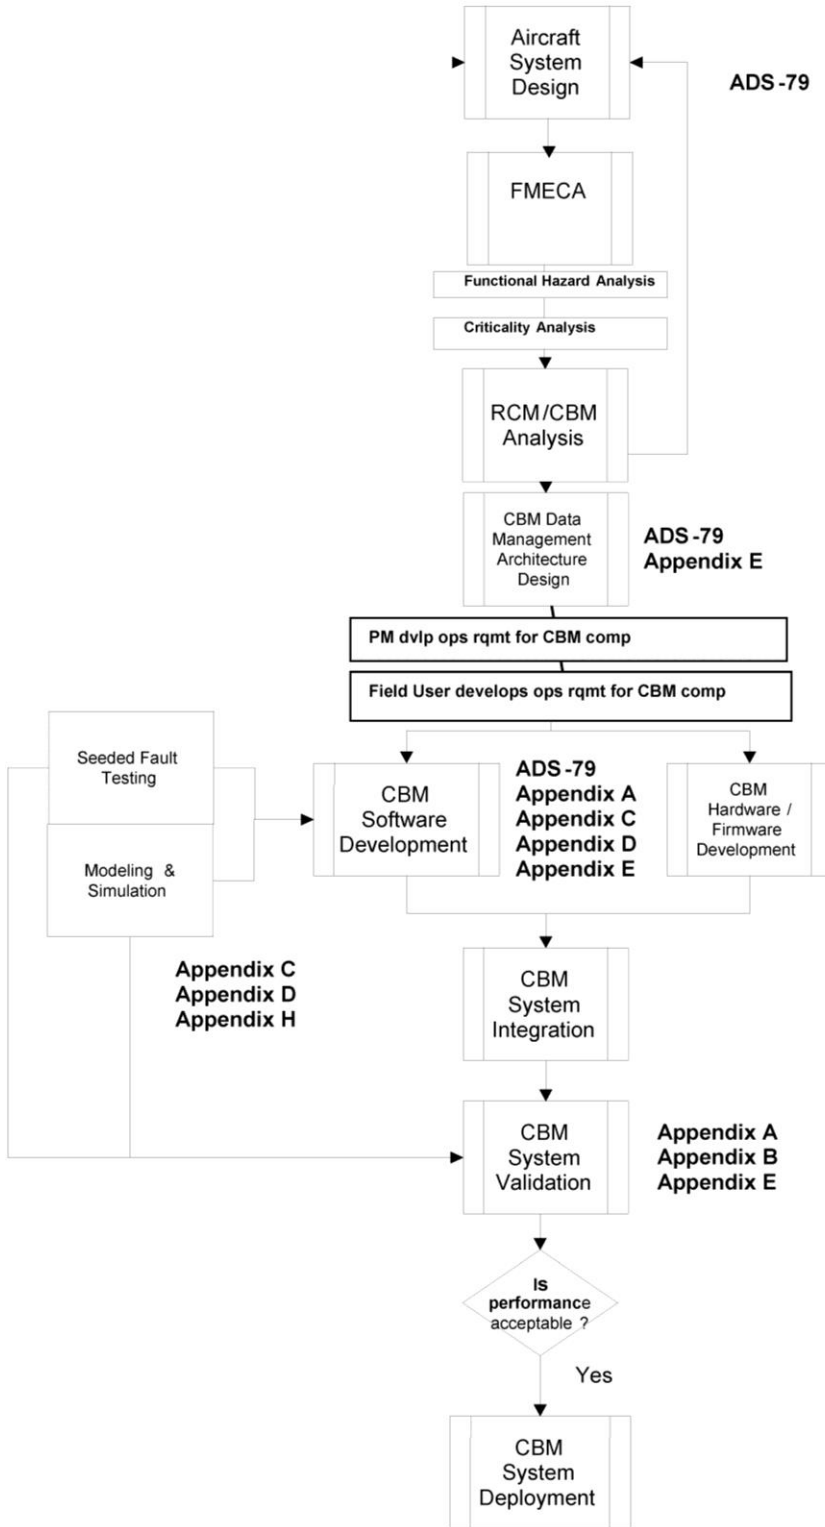 Aircraft
System
Design
ADS -79
FMECA
Functional Hazard Analysis
Criticality Analysis
RCM/CBM
Analysis
CBM Data
Management
Architecture
Design
ADS -79
Appendix E
PM dvlp ops rqmt for CBM comp
Field User develops ops rqmt for CBM comp
Seeded Fault
Testing
Modeling &
Simulation
CBM
Software
Development
ADS -79
Appendix A
Appendix C
Appendix D
Appendix E
CBM
Hardware /
Firmware
Development
Appendix C
Appendix D
Appendix H
CBM
System
Integration
CBM
System
Validation
Appendix A
Appendix B
Appendix E
Is
performance
acceptable ?
Yes
CBM
System
Deployment